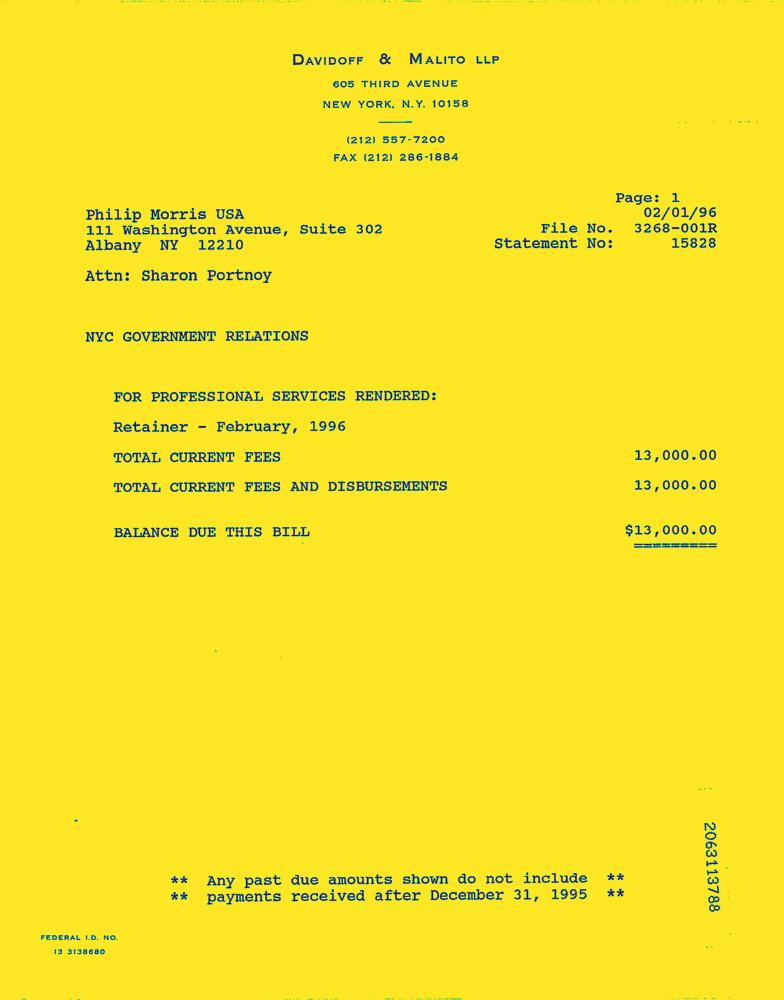 DAVIDOFF & MALITO LLP
605 THIRD AVENUE
NEW YORK, N.Y. 10158
(212) 557-7200
FAX (212) 286-1884
Page: 1
Philip Morris USA 02/01/96
111 Washington Avenue, Suite 302 File No. 3268-001R
Albany NY 12210 Statement No: 15828
Attn: Sharon Portnoy
NYC GOVERNMENT RELATIONS
FOR PROFESSIONAL SERVICES RENDERED:
Retainer - February, 1996
TOTAL CURRENT FEES 13,000.00
TOTAL CURRENT FEES AND DISBURSEMENTS 13,000.00
BALANCE DUE THIS BILL $13,000.00
=========
2063113788
** Any past due amounts shown do not include **
** payments received after December 31, 1995 **
FEDERAL I.D. NO.
13 3138680